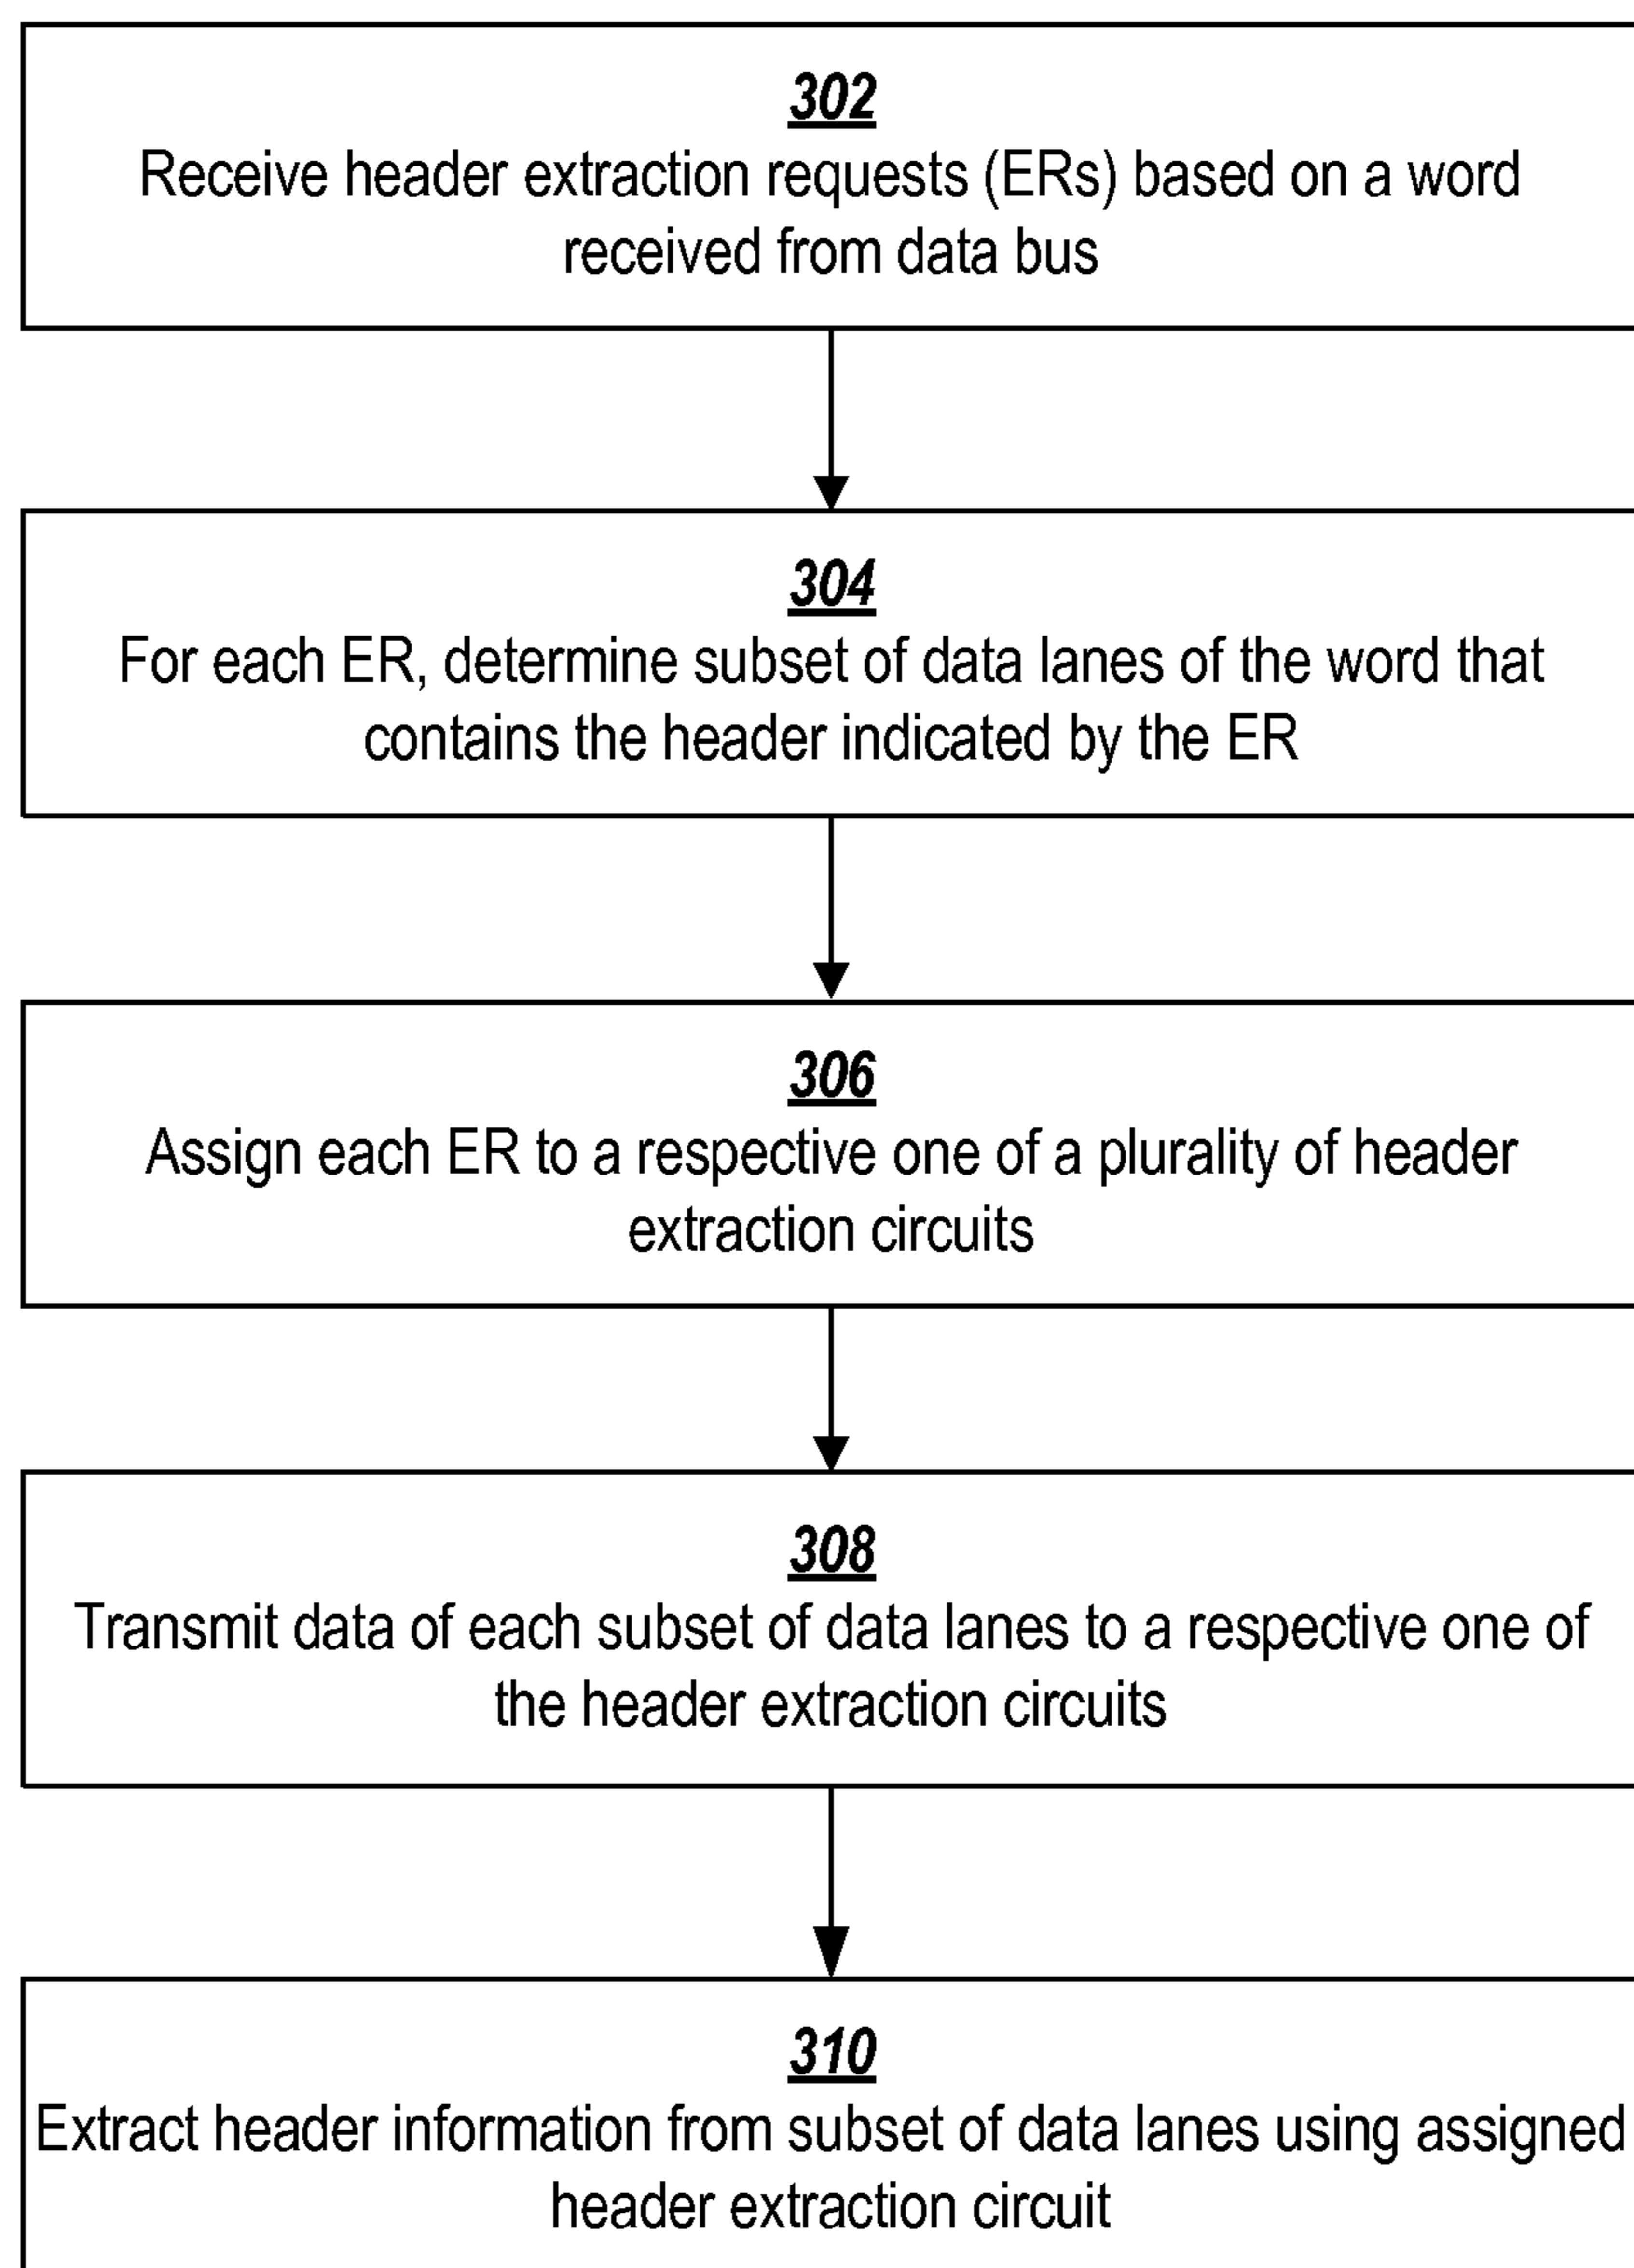 302
Receive header extraction requests (ERs) based on a word
received from data bus
304
For each ER, determine subset of data lanes of the word that
contains the header indicated by the ER
306
Assign each ER to a respective one of a plurality of header
extraction circuits
308
Transmit data of each subset of data lanes to a respective one of
the header extraction circuits
310
Extract header information from subset of data lanes using assigned
header extraction circuit